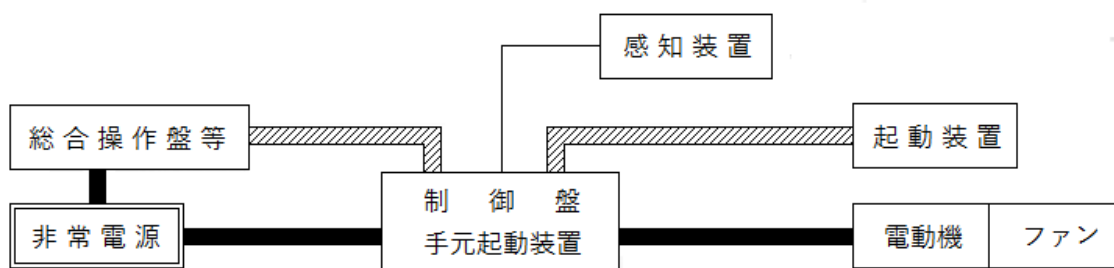 感知装置
総合操作盤等
起動装置
制御盤
手元起動装置
非常電源
電動機
ファン